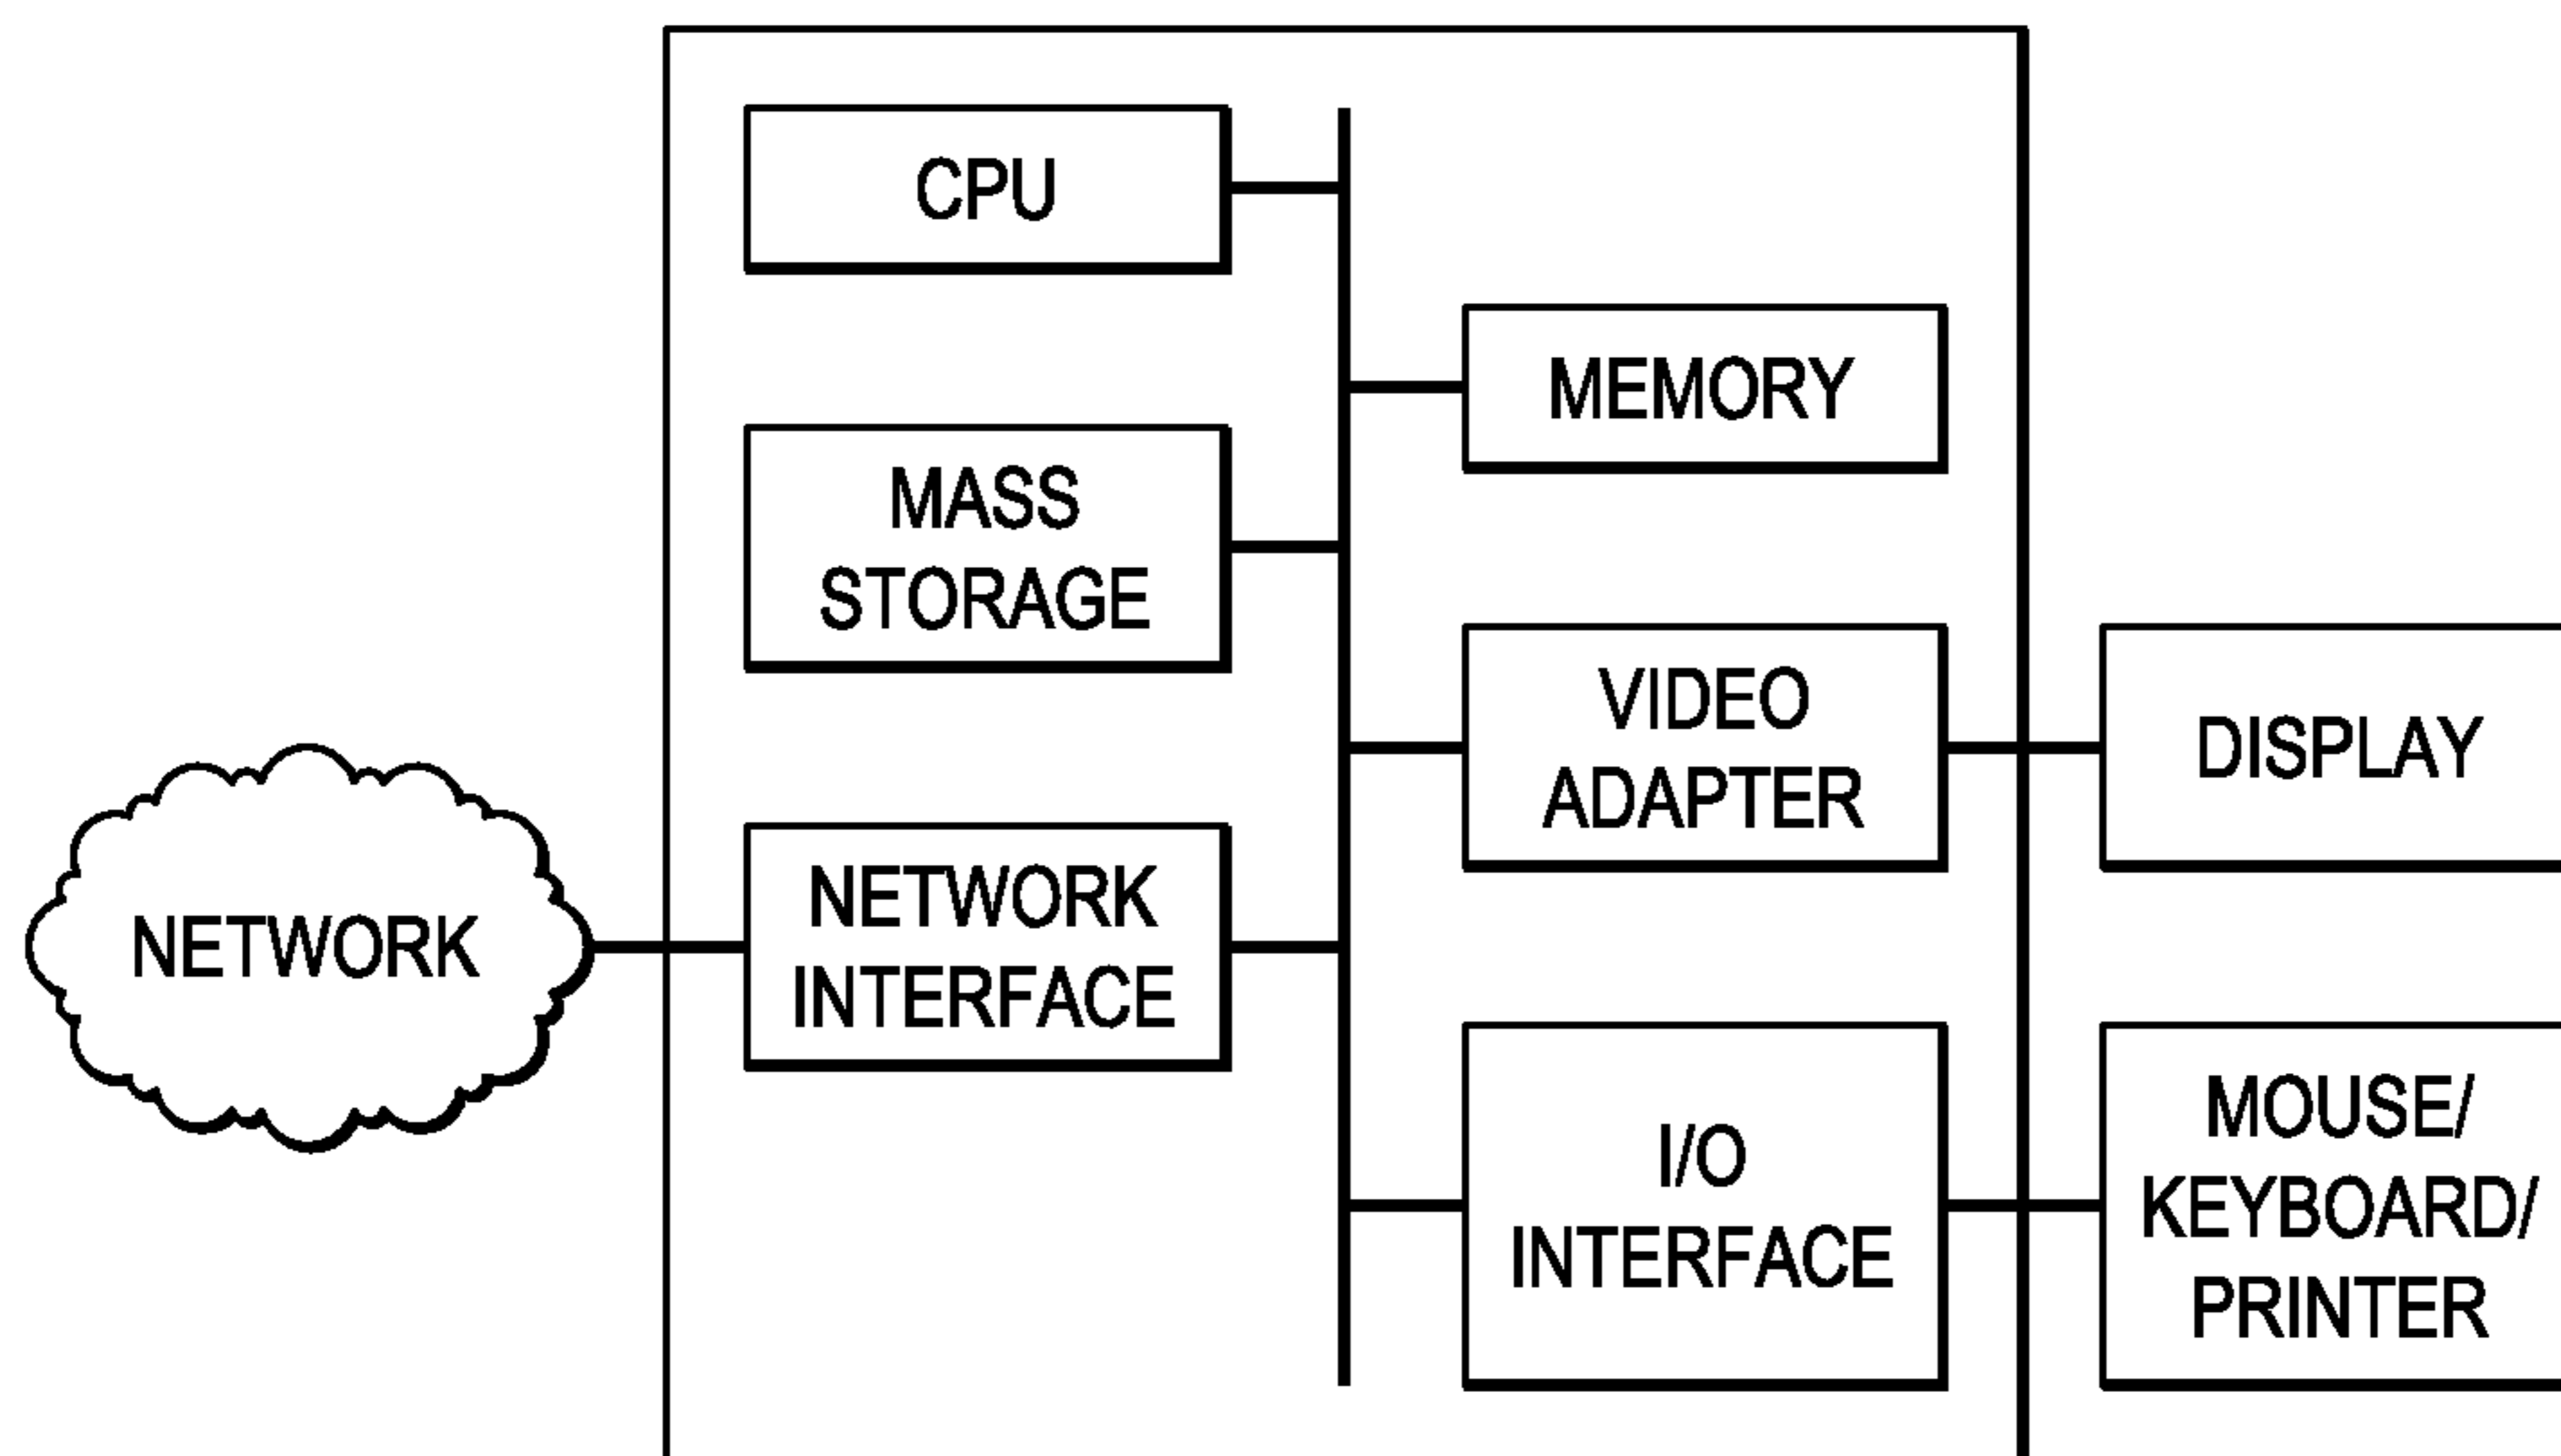 CPU
MEMORY
MASS
STORAGE
VIDEO
ADAPTER
DISPLAY
NETWORK
NETWORK
INTERFACE
I/O
INTERFACE
MOUSE/
KEYBOARD/
PRINTER